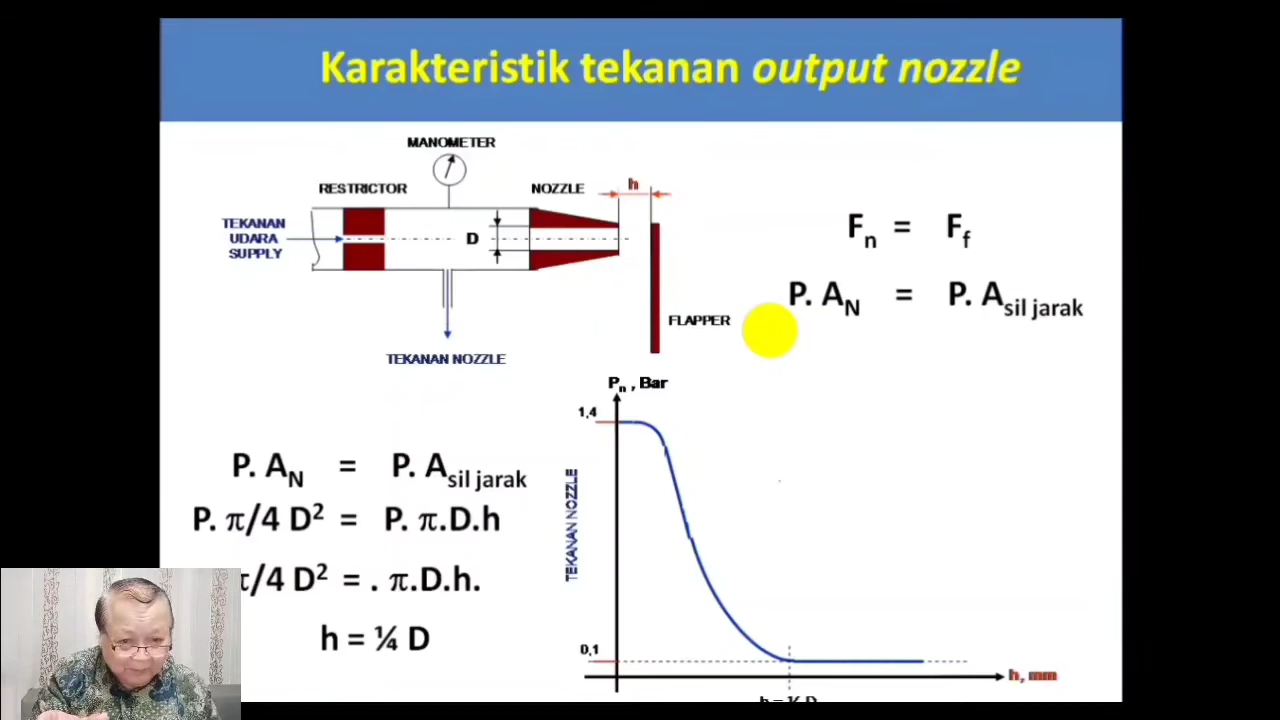 Karakteristik tekanan output nozzle
MANOMETER
RESTRICTOR
NOZZLE
h
TEKANAN
UDARA
SUPPLY
D
FLAPPER
TEKANAN NOZZLE
Fn = Ff
P. AN = P. Asil jarak
P. AN = P. Asil jarak
P. π/4 D² = P. π.D.h
π/4 D² = . π.D.h.
h = ¼ D
Pn , Bar
1,4
TEKANAN NOZZLE
0,1
h, mm